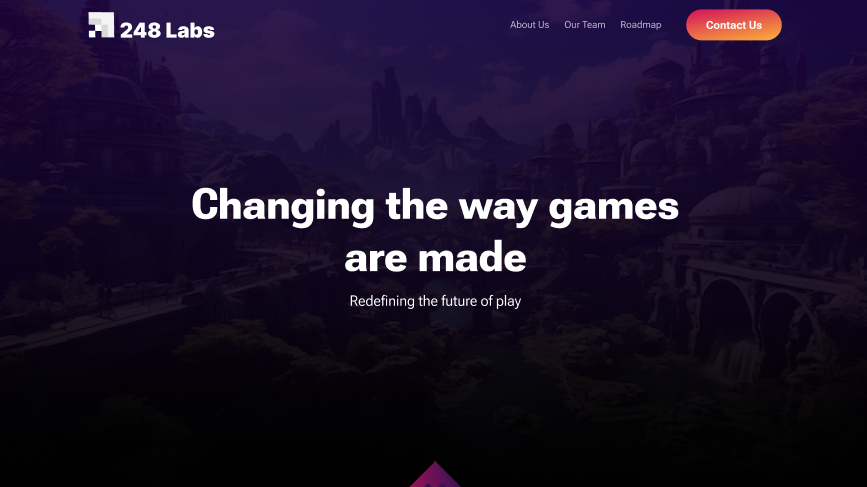 248 Labs
About Us
Our Team
Roadmap
Contact Us
Changing the way games
are made
Redefining the future of play